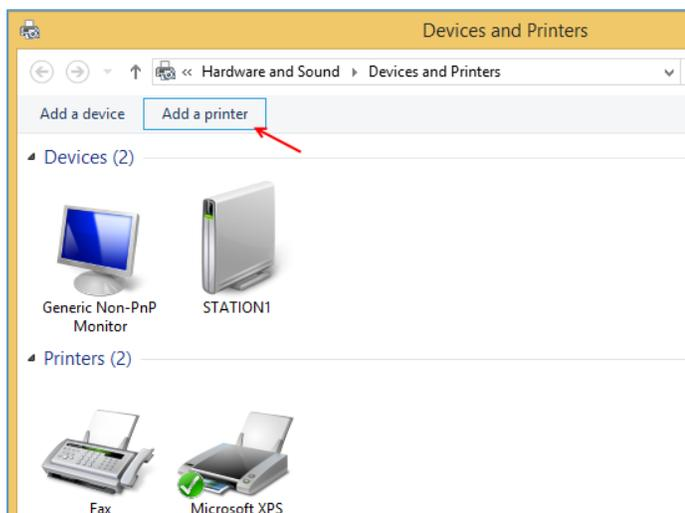 Devices and Printers
« Hardware and Sound ▸ Devices and Printers
Add a device Add a printer
Devices (2)
Generic Non-PnP
Monitor
STATION1
Printers (2)
Fax
Microsoft XPS